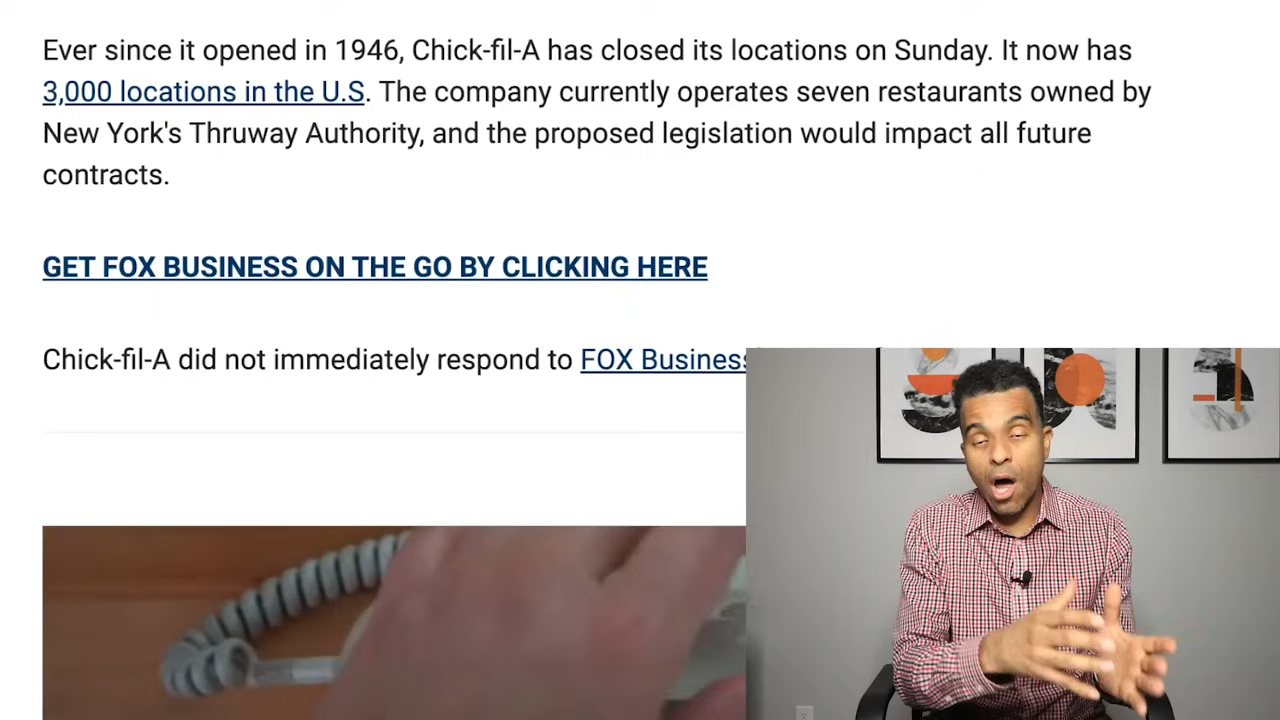 Ever since it opened in 1946, Chick-fil-A has closed its locations on Sunday. It now has
3,000 locations in the U.S. The company currently operates seven restaurants owned by
New York's Thruway Authority, and the proposed legislation would impact all future
contracts.
GET FOX BUSINESS ON THE GO BY CLICKING HERE
Chick-fil-A did not immediately respond to FOX Business